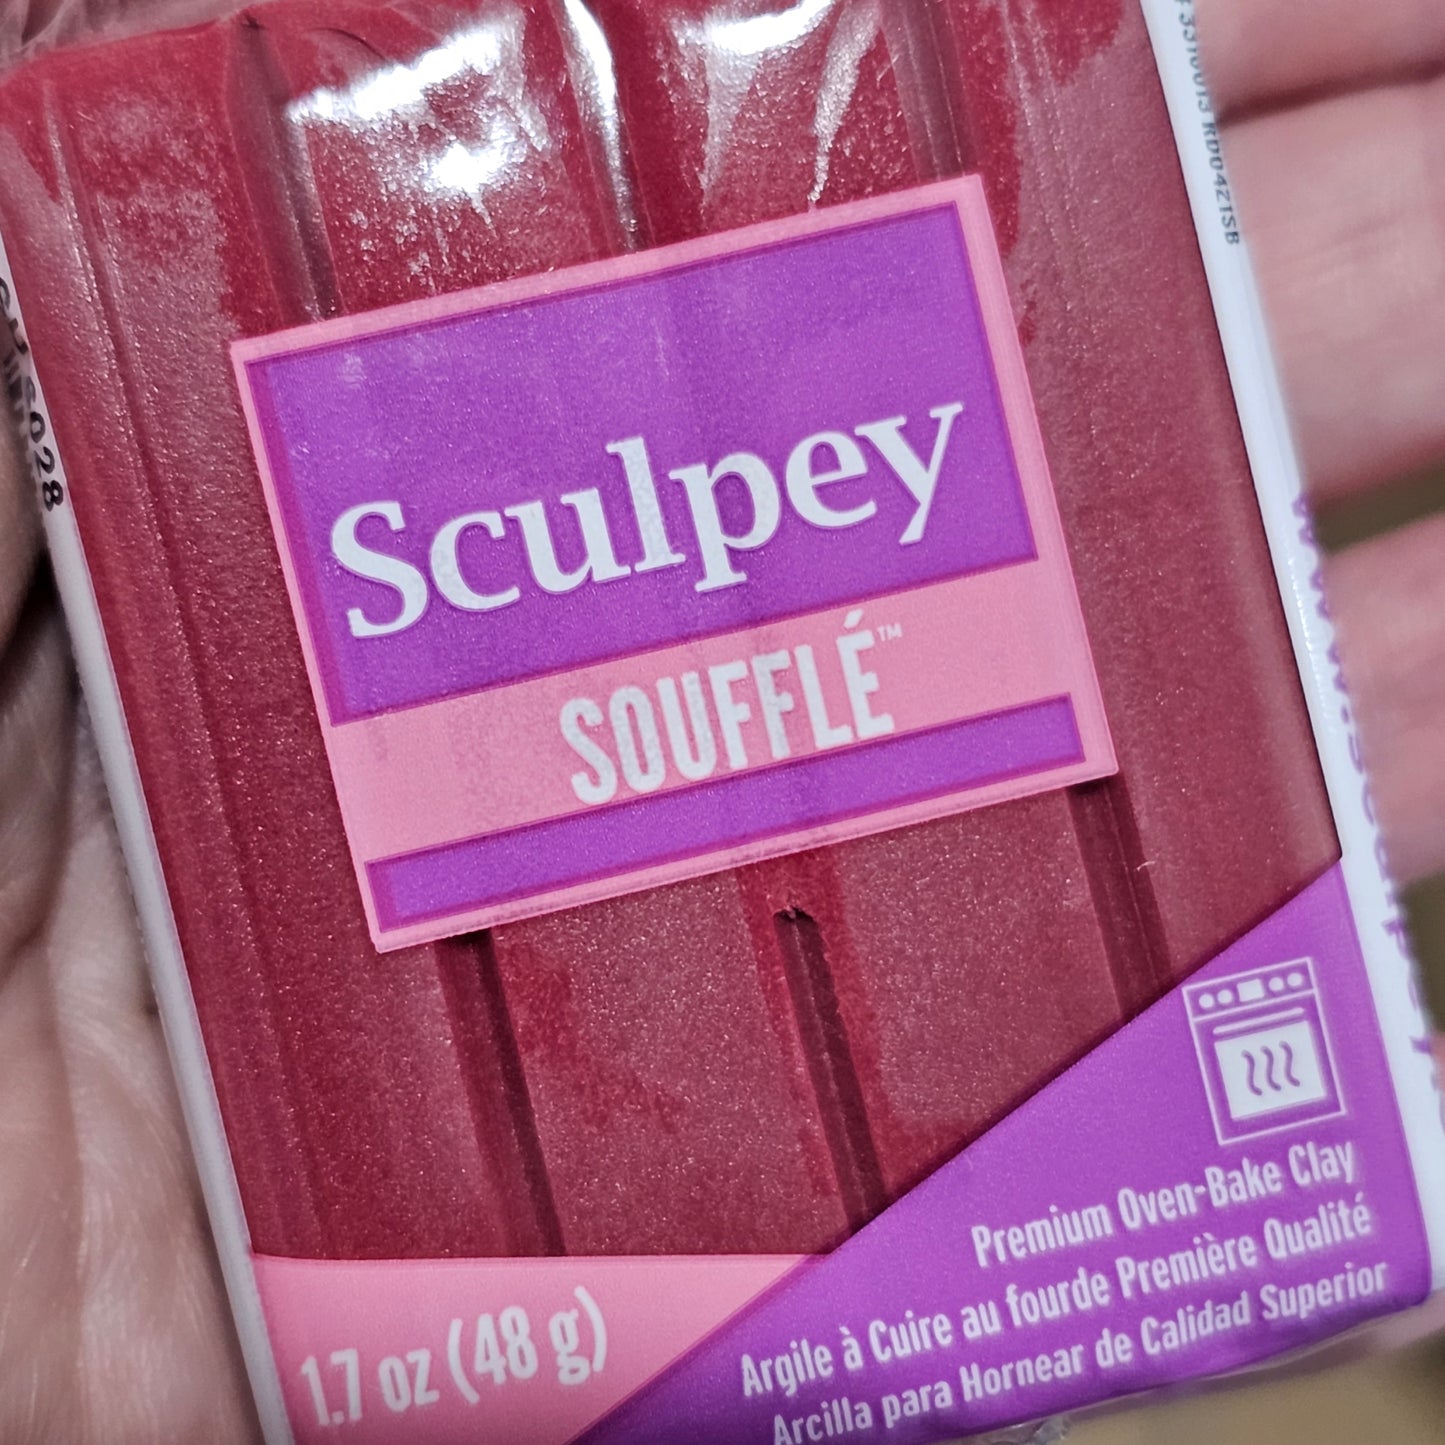 Sculpey
SOUFFLÉ™
Premium Oven-Bake Clay
Argile à Cuire au fourde Première Qualité
Arcilla para Hornear de Calidad Superior
1.7 oz (48 g)
6028